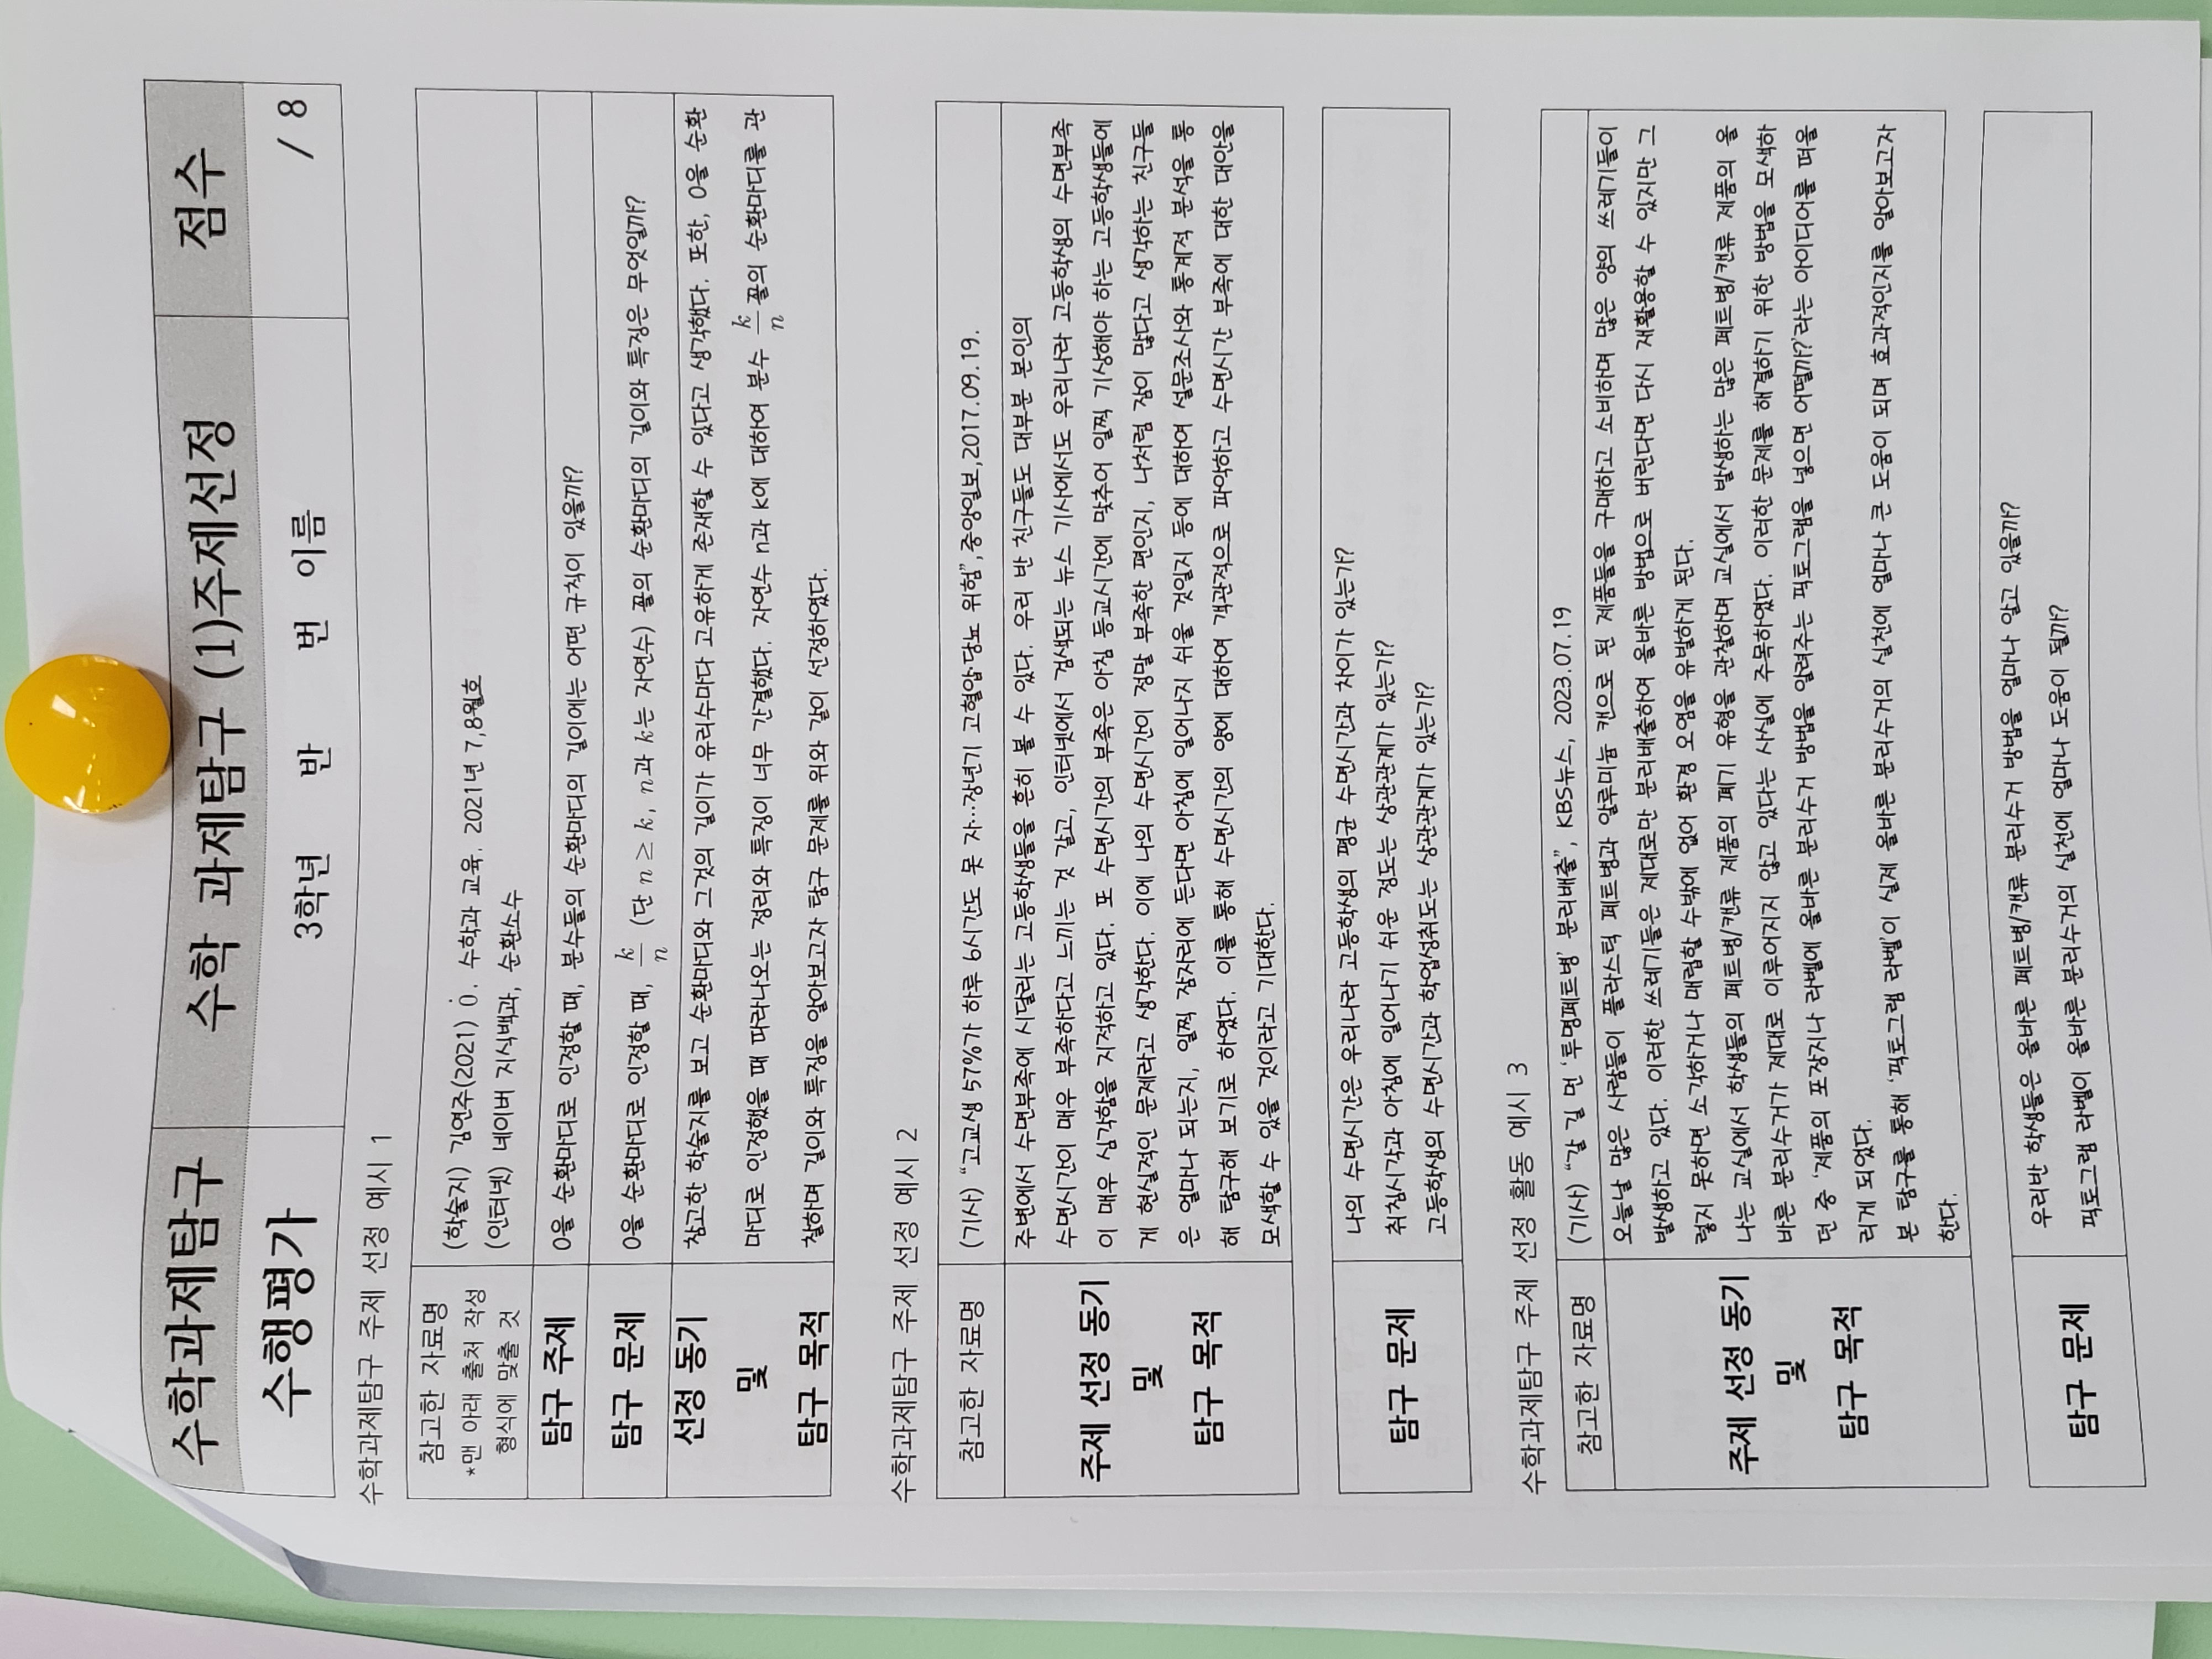 수학과제탐구
수학 과제탐구 (1)주제선정
점수
수행평가
3학년 반 번 이름
/ 8
수학과제탐구 주제 선정 예시 1
참고한 자료명
*맨 아래 출처 작성
형식에 맞출 것
(학술지) 김연주(2021) 0̇. 수학과 교육. 2021년 7,8월호
(인터넷) 네이버 지식백과, 순환소수
탐구 주제
0을 순환마디로 인정할 때, 분수들의 순환마디의 길이에는 어떤 규칙이 있을까?
탐구 문제
0을 순환마디로 인정할 때, k/n (단 n ≥ k, n과 k는 자연수) 꼴의 순환마디의 길이와 특징은 무엇일까?
선정 동기
및
탐구 목적
참고한 학술지를 보고 순환마디와 그것의 길이가 유리수마다 고유하게 존재할 수 있다고 생각했다. 또한, 0을 순환
마디로 인정했을 때 따라나오는 정리와 특징이 너무 간결했다. 자연수 n과 k에 대하여 분수 k/n 꼴의 순환마디를 관
찰하며 길이와 특징을 알아보고자 탐구 문제를 위와 같이 선정하였다.
수학과제탐구 주제 선정 예시 2
참고한 자료명
(기사) “고교생 57%가 하루 6시간도 못 자…장년기 고혈압·당뇨 위험”,중앙일보,2017.09.19.
주제 선정 동기
및
탐구 목적
주변에서 수면부족에 시달리는 고등학생들을 흔히 볼 수 있다. 우리 반 친구들도 대부분 본인의
수면시간이 매우 부족하다고 느끼는 것 같고, 인터넷에서 검색되는 뉴스 기사에서도 우리나라 고등학생의 수면부족
이 매우 심각함을 지적하고 있다. 또 수면시간의 부족은 아침 등교시간에 맞추어 일찍 기상해야 하는 고등학생들에
게 현실적인 문제라고 생각한다. 이에 나의 수면시간이 정말 부족한 편인지, 나처럼 잠이 많다고 생각하는 친구들
은 얼마나 되는지, 일찍 잠자리에 든다면 아침에 일어나지 쉬울 것일지 등에 대하여 설문조사와 통계적 분석을 통
해 탐구해 보기로 하였다. 이를 통해 수면시간의 양에 대하여 객관적으로 파악하고 수면시간 부족에 대한 대안을
모색할 수 있을 것이라고 기대한다.
탐구 문제
나의 수면시간은 우리나라 고등학생의 평균 수면시간과 차이가 있는가?
취침시각과 아침에 일어나기 쉬운 정도는 상관관계가 있는가?
고등학생의 수면시간과 학업성취도는 상관관계가 있는가?
수학과제탐구 주제 선정 활동 예시 3
참고한 자료명
(기사) “갈 길 먼 ‘투명페트병’ 분리배출”, KBS뉴스, 2023.07.19
주제 선정 동기
및
탐구 목적
오늘날 많은 사람들이 플라스틱 페트병과 알루미늄 캔으로 된 제품들을 구매하고 소비하며 많은 양의 쓰레기들이
발생하고 있다. 이러한 쓰레기들은 제대로만 분리배출하여 올바른 방법으로 버린다면 다시 재활용할 수 있지만 그
렇지 못하면 소각하거나 매립할 수밖에 없어 환경 오염을 유발하게 된다.
나는 교실에서 학생들의 페트병/캔류 제품의 폐기 유형을 관찰하며 교실에서 발생하는 많은 페트병/캔류 제품의 올
바른 분리수거가 제대로 이루어지지 않고 있다는 사실에 주목하였다. 이러한 문제를 해결하기 위한 방법을 모색하
던 중 ‘제품의 포장지나 라벨에 올바른 분리수거 방법을 알려주는 픽토그램을 넣으면 어떨까?’라는 아이디어를 떠올
리게 되었다.
본 탐구를 통해 ‘픽토그램 라벨’이 실제 올바른 분리수거의 실천에 얼마나 큰 도움이 되며 효과적인지를 알아보고자
한다.
탐구 문제
우리반 학생들은 올바른 페트병/캔류 분리수거 방법을 얼마나 알고 있을까?
픽토그램 라벨이 올바른 분리수거의 실천에 얼마나 도움이 될까?